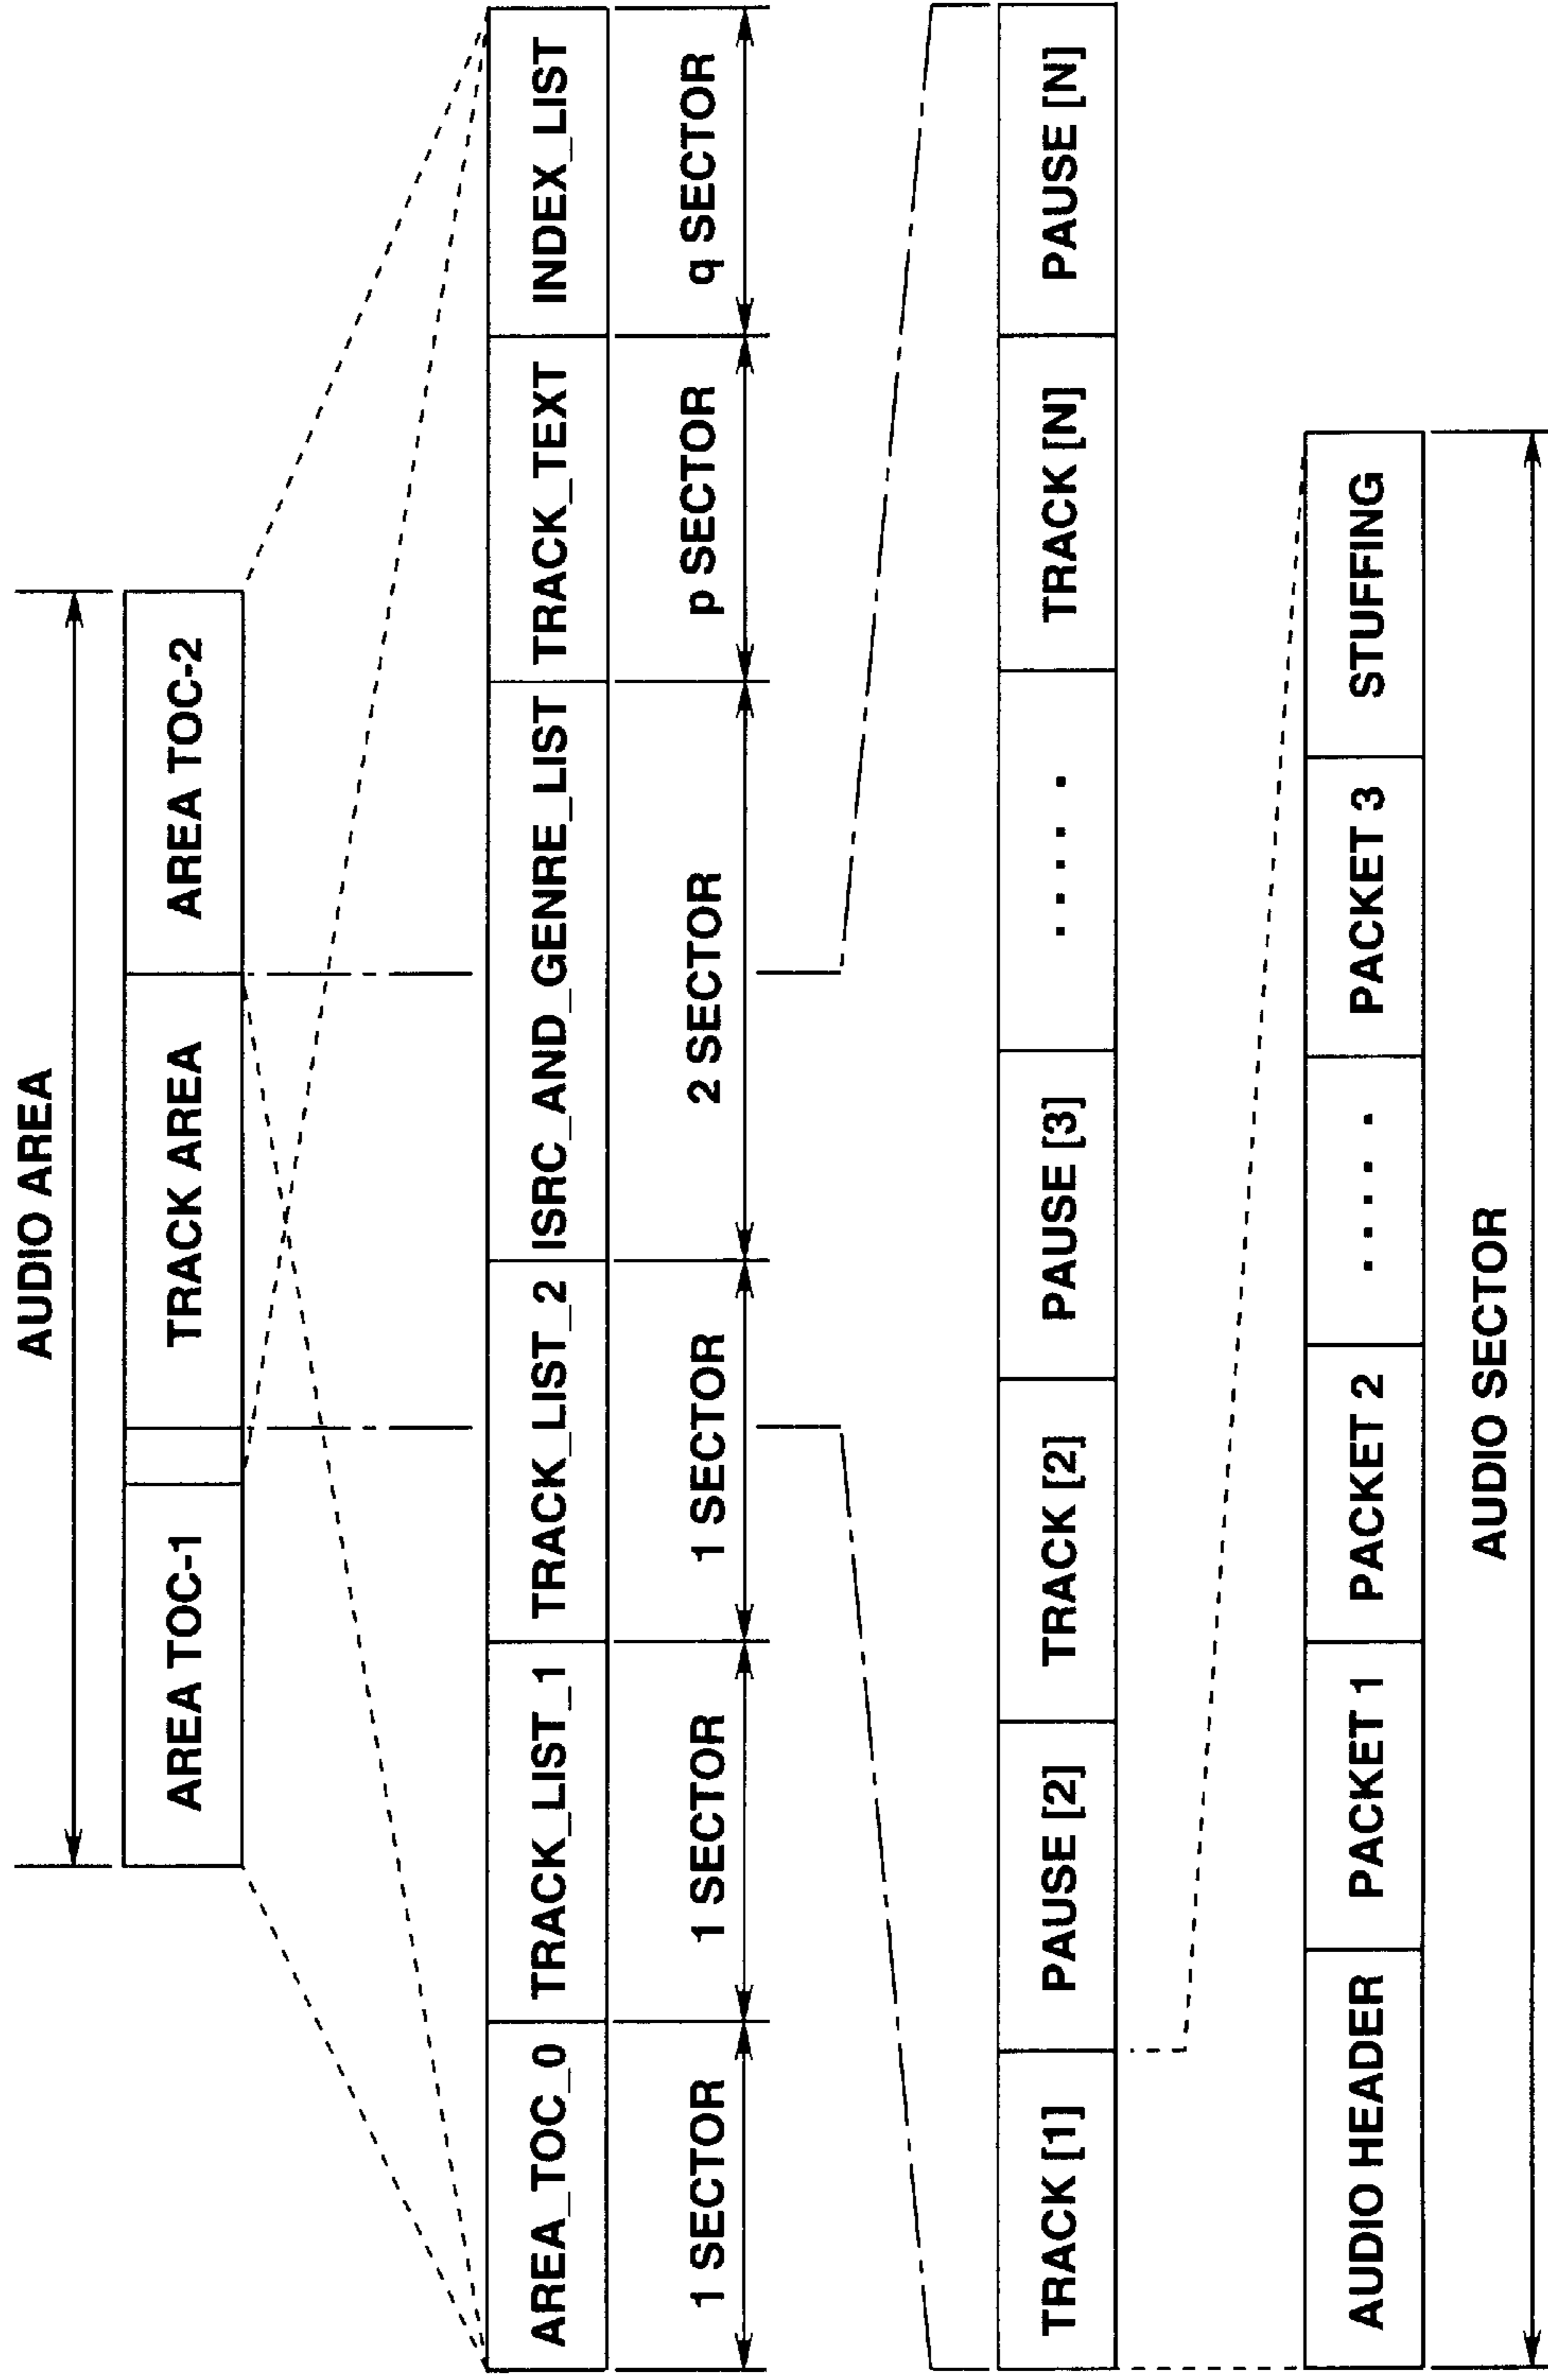 AUDIO AREA
AREA TOC-1 TRACK AREA AREA TOC-2
AREA_TOC_0 TRACK_LIST_1 TRACK_LIST_2 ISRC_AND_GENRE_LIST TRACK_TEXT INDEX_LIST
1 SECTOR 1 SECTOR 1 SECTOR 2 SECTOR p SECTOR q SECTOR
TRACK [1] PAUSE [2] TRACK [2] PAUSE [3] ..... TRACK [N] PAUSE [N]
AUDIO HEADER PACKET 1 PACKET 2 ..... PACKET 3 STUFFING
AUDIO SECTOR